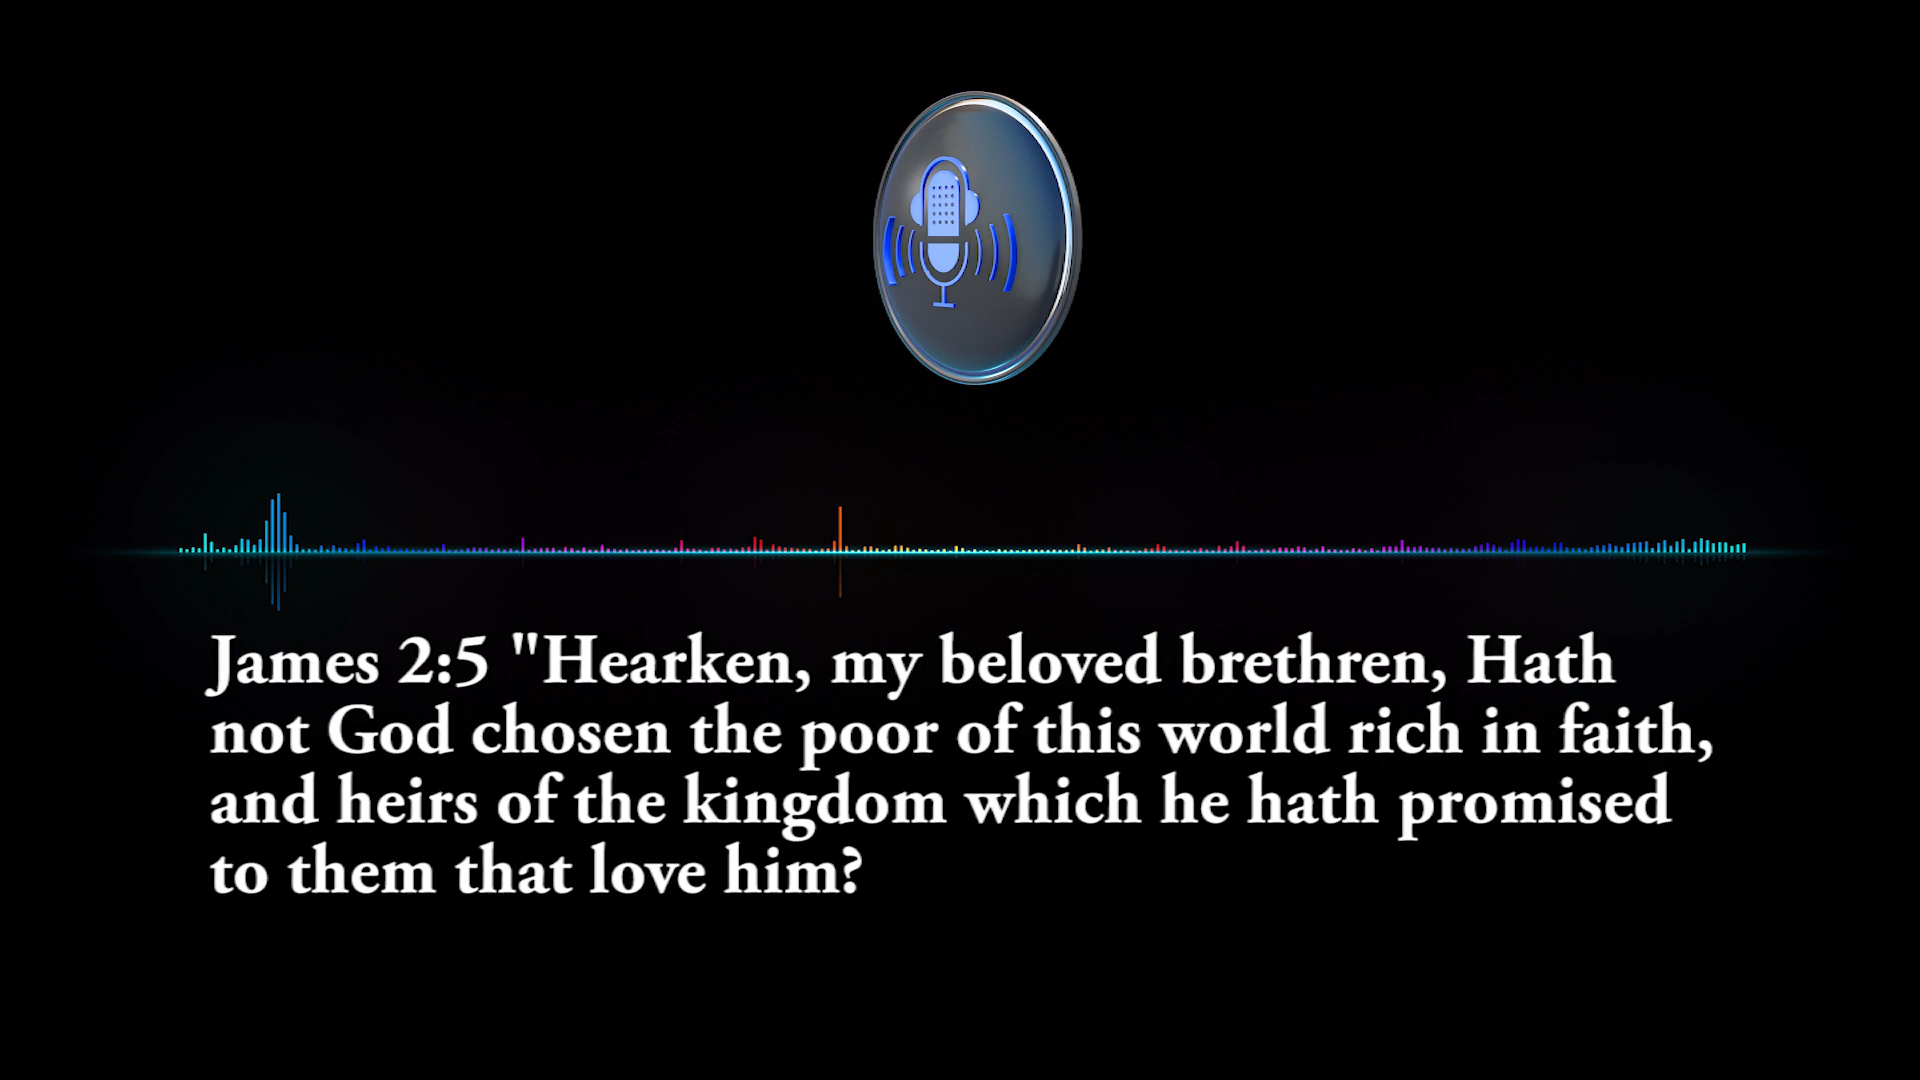 James 2:5 "Hearken, my beloved brethren, Hath
not God chosen the poor of this world rich in faith,
and heirs of the kingdom which he hath promised
to them that love him?